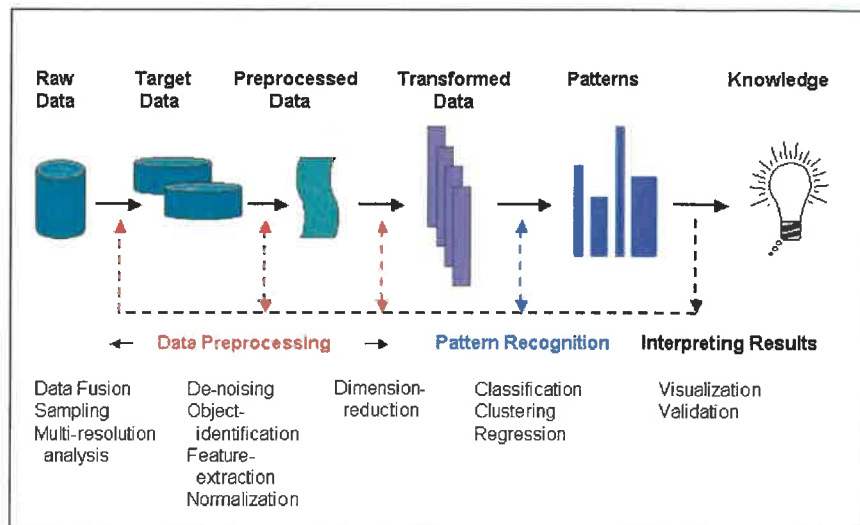 Raw
Data
Target
Data
Preprocessed
Data
Transformed
Data
Patterns
Knowledge
Data Preprocessing
Pattern Recognition
Interpreting Results
Data Fusion
Sampling
Multi-resolution
analysis
De-noising
Object-
identification
Feature-
extraction
Normalization
Dimension-
reduction
Classification
Clustering
Regression
Visualization
Validation